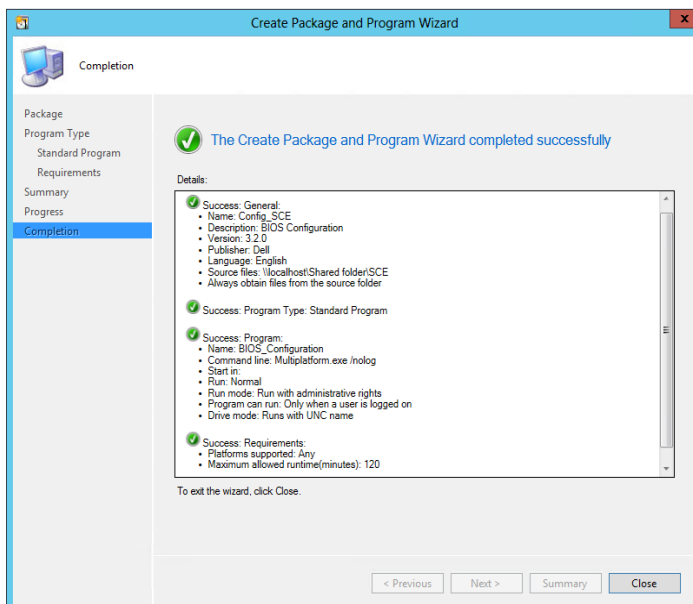 Create Package and Program Wizard
x
Completion
Package
Program Type
Standard Program
Requirements
Summary
Progress
Completion
The Create Package and Program Wizard completed successfully
Details:
Success: General:
• Name: Config_SCE
• Description: BIOS Configuration
• Version: 3.2.0
• Publisher: Dell
• Language: English
• Source files: \\localhost\Shared folder\SCE
• Always obtain files from the source folder
Success: Program Type: Standard Program
Success: Program:
• Name: BIOS_Configuration
• Command line: Multiplatform.exe /nolog
• Start in:
• Run: Normal
• Run mode: Run with administrative rights
• Program can run: Only when a user is logged on
• Drive mode: Runs with UNC name
Success: Requirements:
• Platforms supported: Any
• Maximum allowed runtime(minutes): 120
To exit the wizard, click Close.
< Previous
Next >
Summary
Close